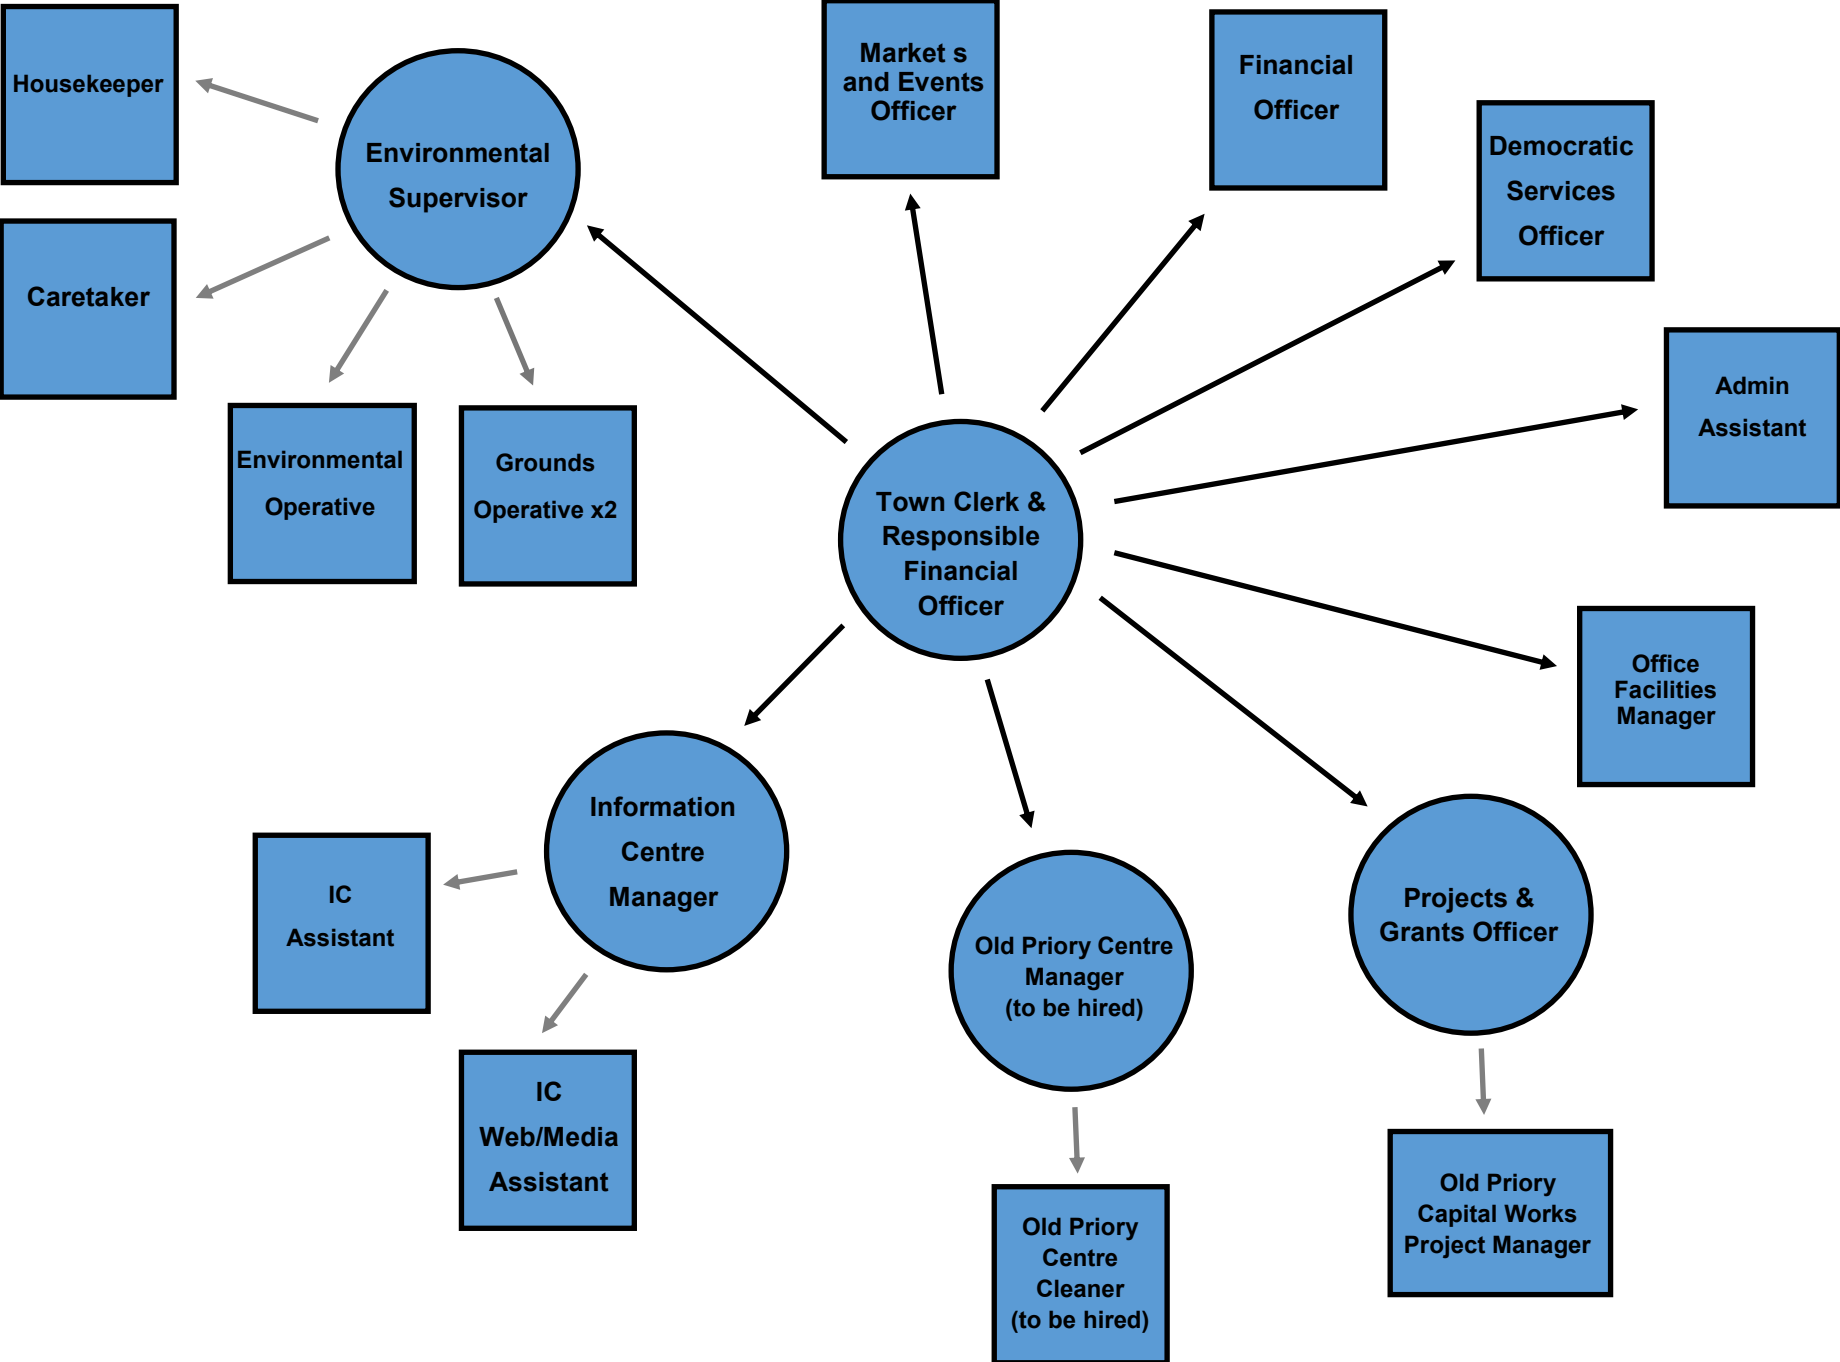 Housekeeper
Environmental
Supervisor
Market s
and Events
Officer
Financial
Officer
Democratic
Services
Officer
Caretaker
Admin
Assistant
Environmental
Operative
Grounds
Operative x2
Town Clerk &
Responsible
Financial
Officer
Office
Facilities
Manager
Information
Centre
Manager
IC
Assistant
Old Priory Centre
Manager
(to be hired)
Projects &
Grants Officer
IC
Web/Media
Assistant
Old Priory
Centre
Cleaner
(to be hired)
Old Priory
Capital Works
Project Manager